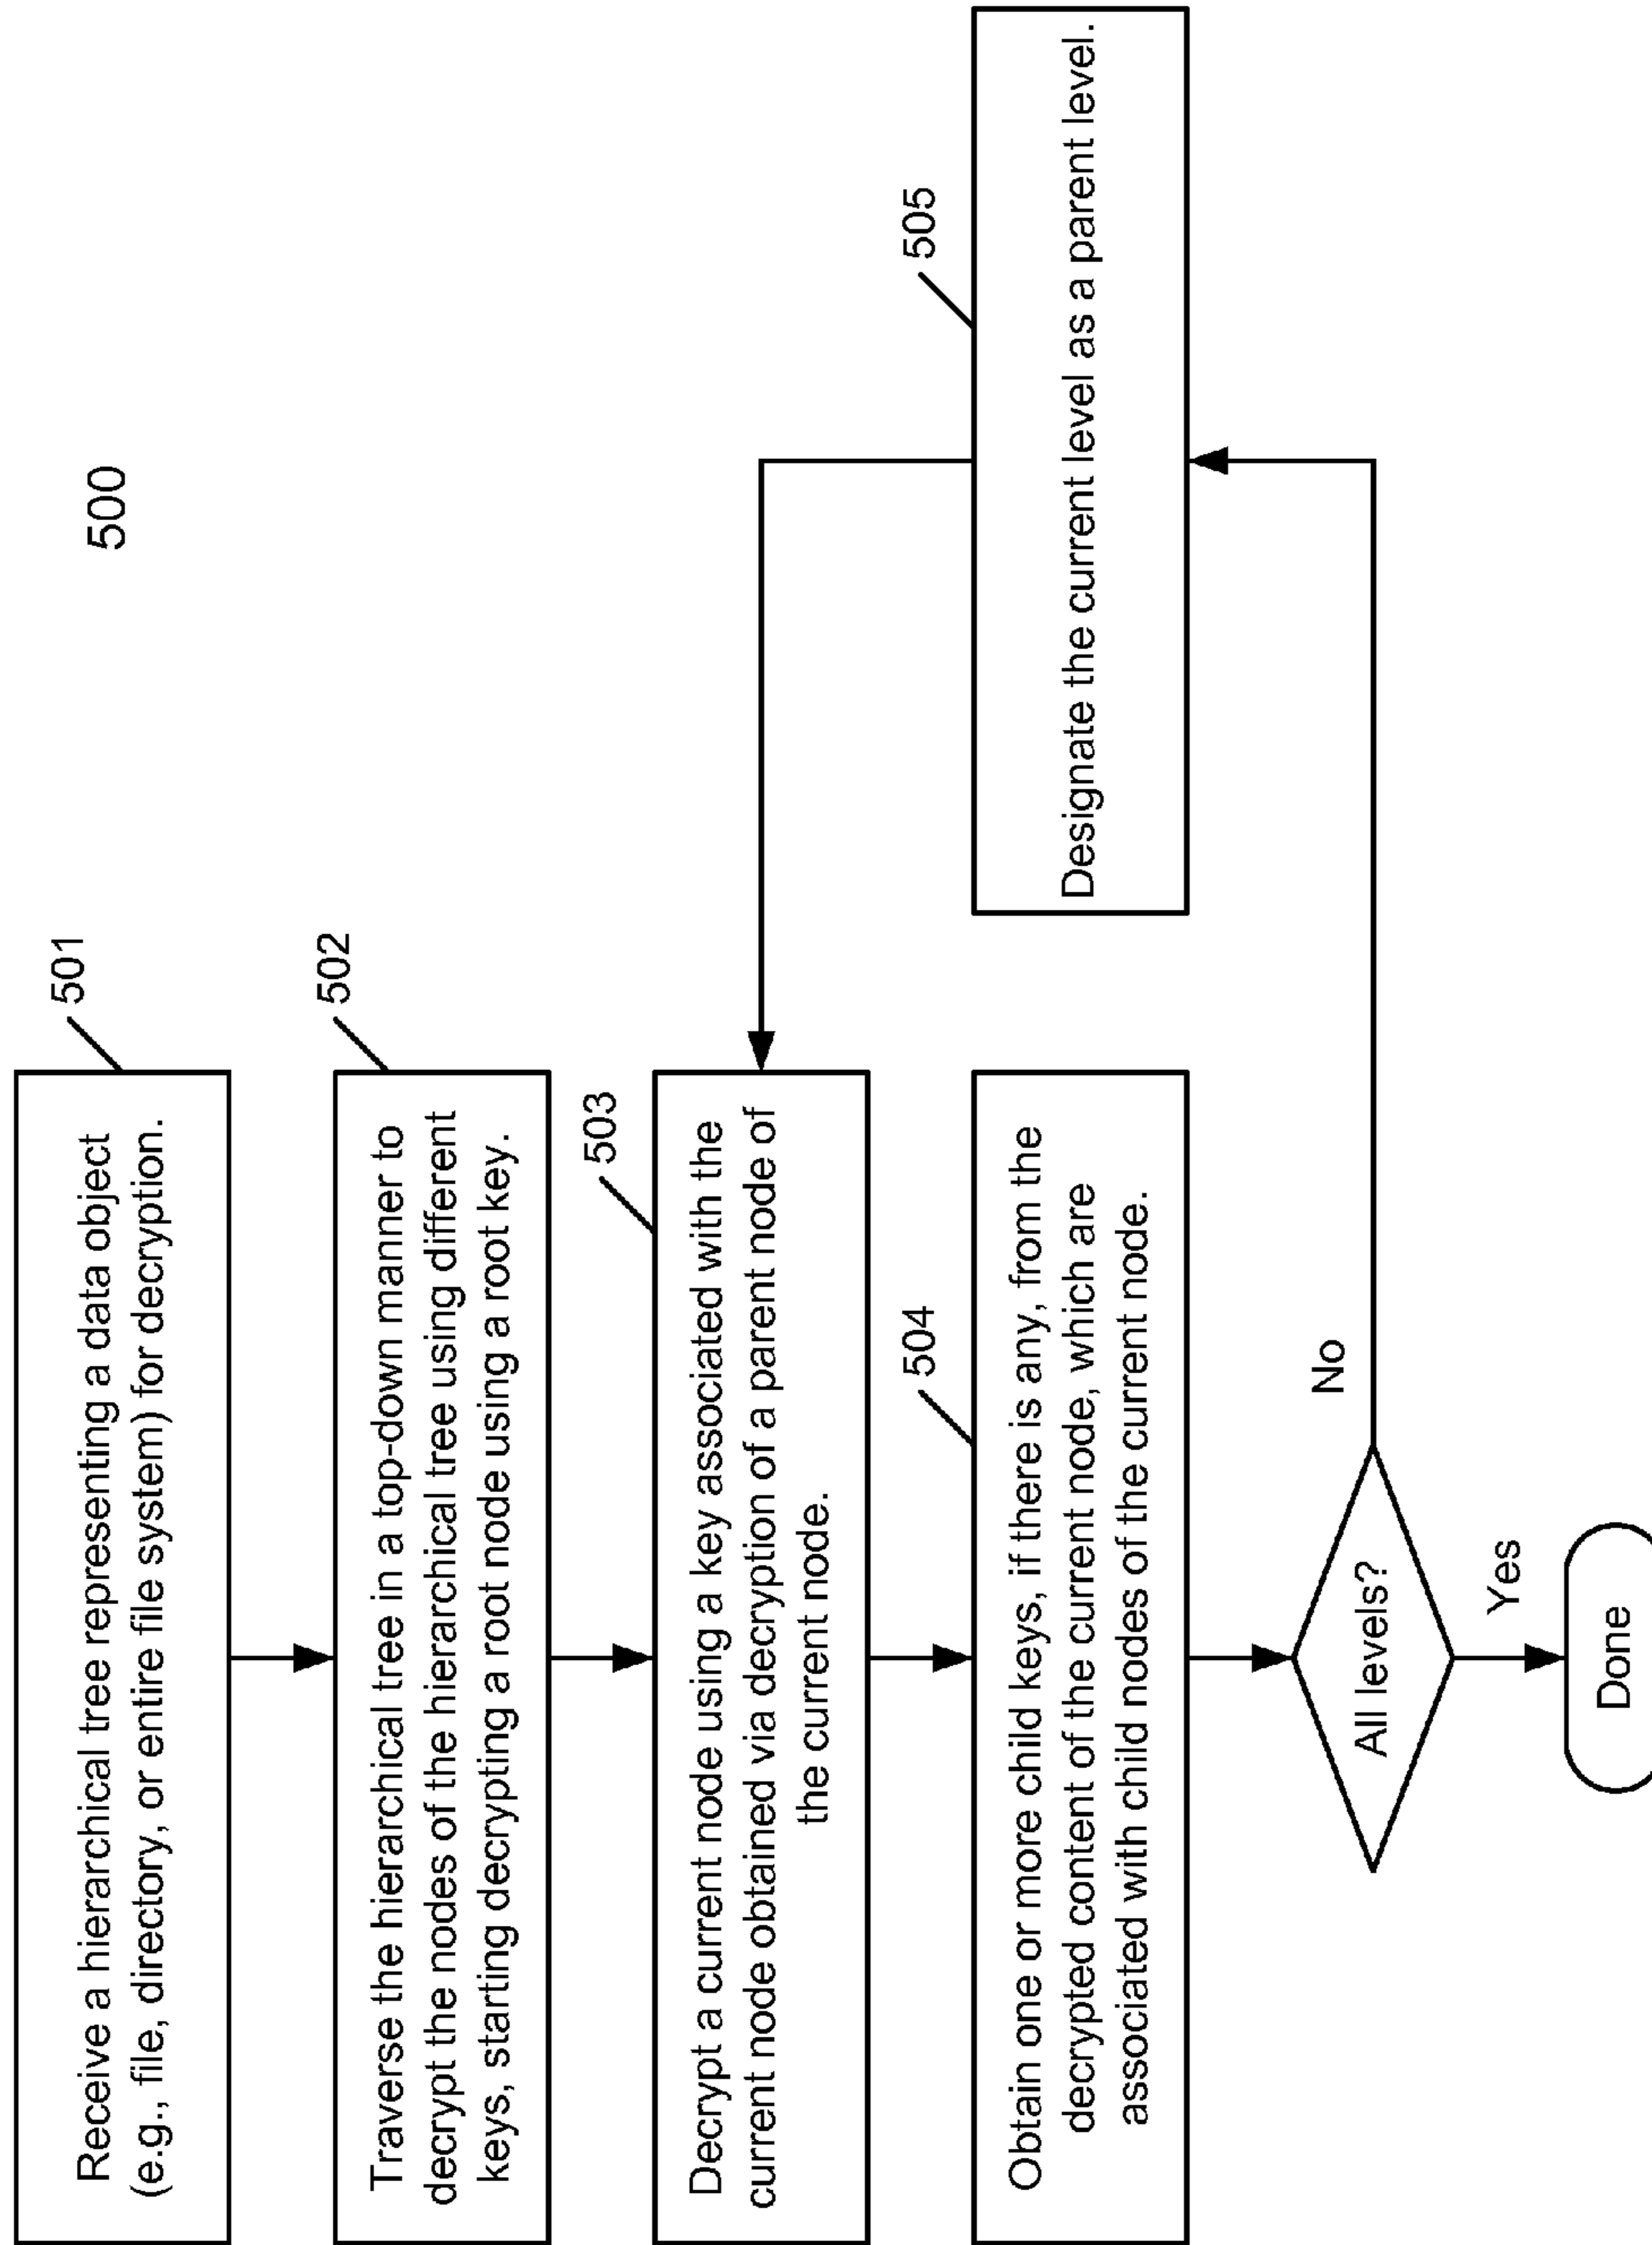 500
501
Receive a hierarchical tree representing a data object
(e.g., file, directory, or entire file system) for decryption.
502
Traverse the hierarchical tree in a top-down manner to
decrypt the nodes of the hierarchical tree using different
keys, starting decrypting a root node using a root key.
503
Decrypt a current node using a key associated with the
current node obtained via decryption of a parent node of
the current node.
504
Obtain one or more child keys, if there is any, from the
decrypted content of the current node, which are
associated with child nodes of the current node.
505
Designate the current level as a parent level.
All levels?
No
Yes
Done